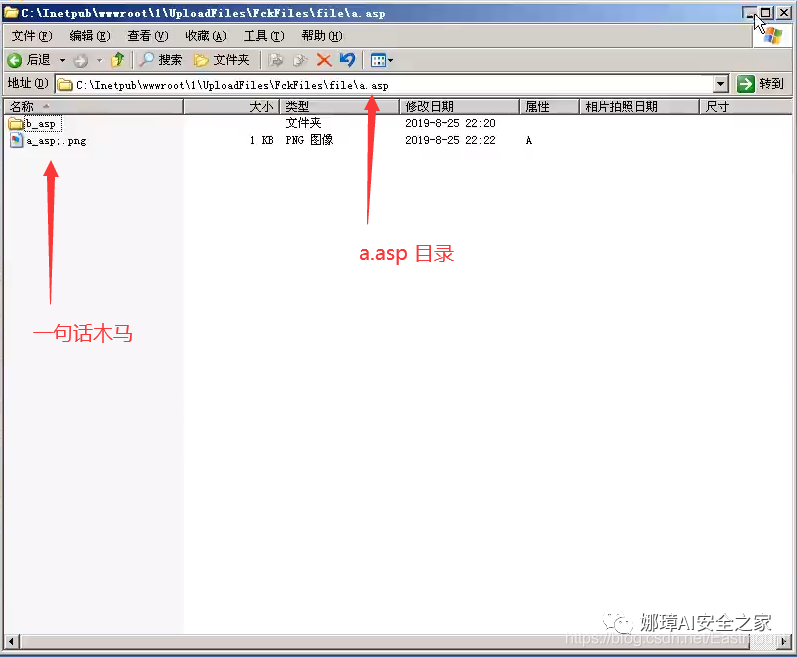 C:\Inetpub\wwwroot\1\UploadFiles\FckFiles\file\a.asp
文件(F) 编辑(E) 查看(V) 收藏(A) 工具(T) 帮助(H)
后退 搜索 文件夹
地址(D) C:\Inetpub\wwwroot\1\UploadFiles\FckFiles\file\a.asp 转到
名称 大小 类型 修改日期 属性 相片拍照日期 尺寸
b_asp 文件夹 2019-8-25 22:20
a_asp;.png 1 KB PNG 图像 2019-8-25 22:22 A
a.asp 目录
一句话木马
娜璋AI安全之家
https://blog.csdn.net/Eastmount